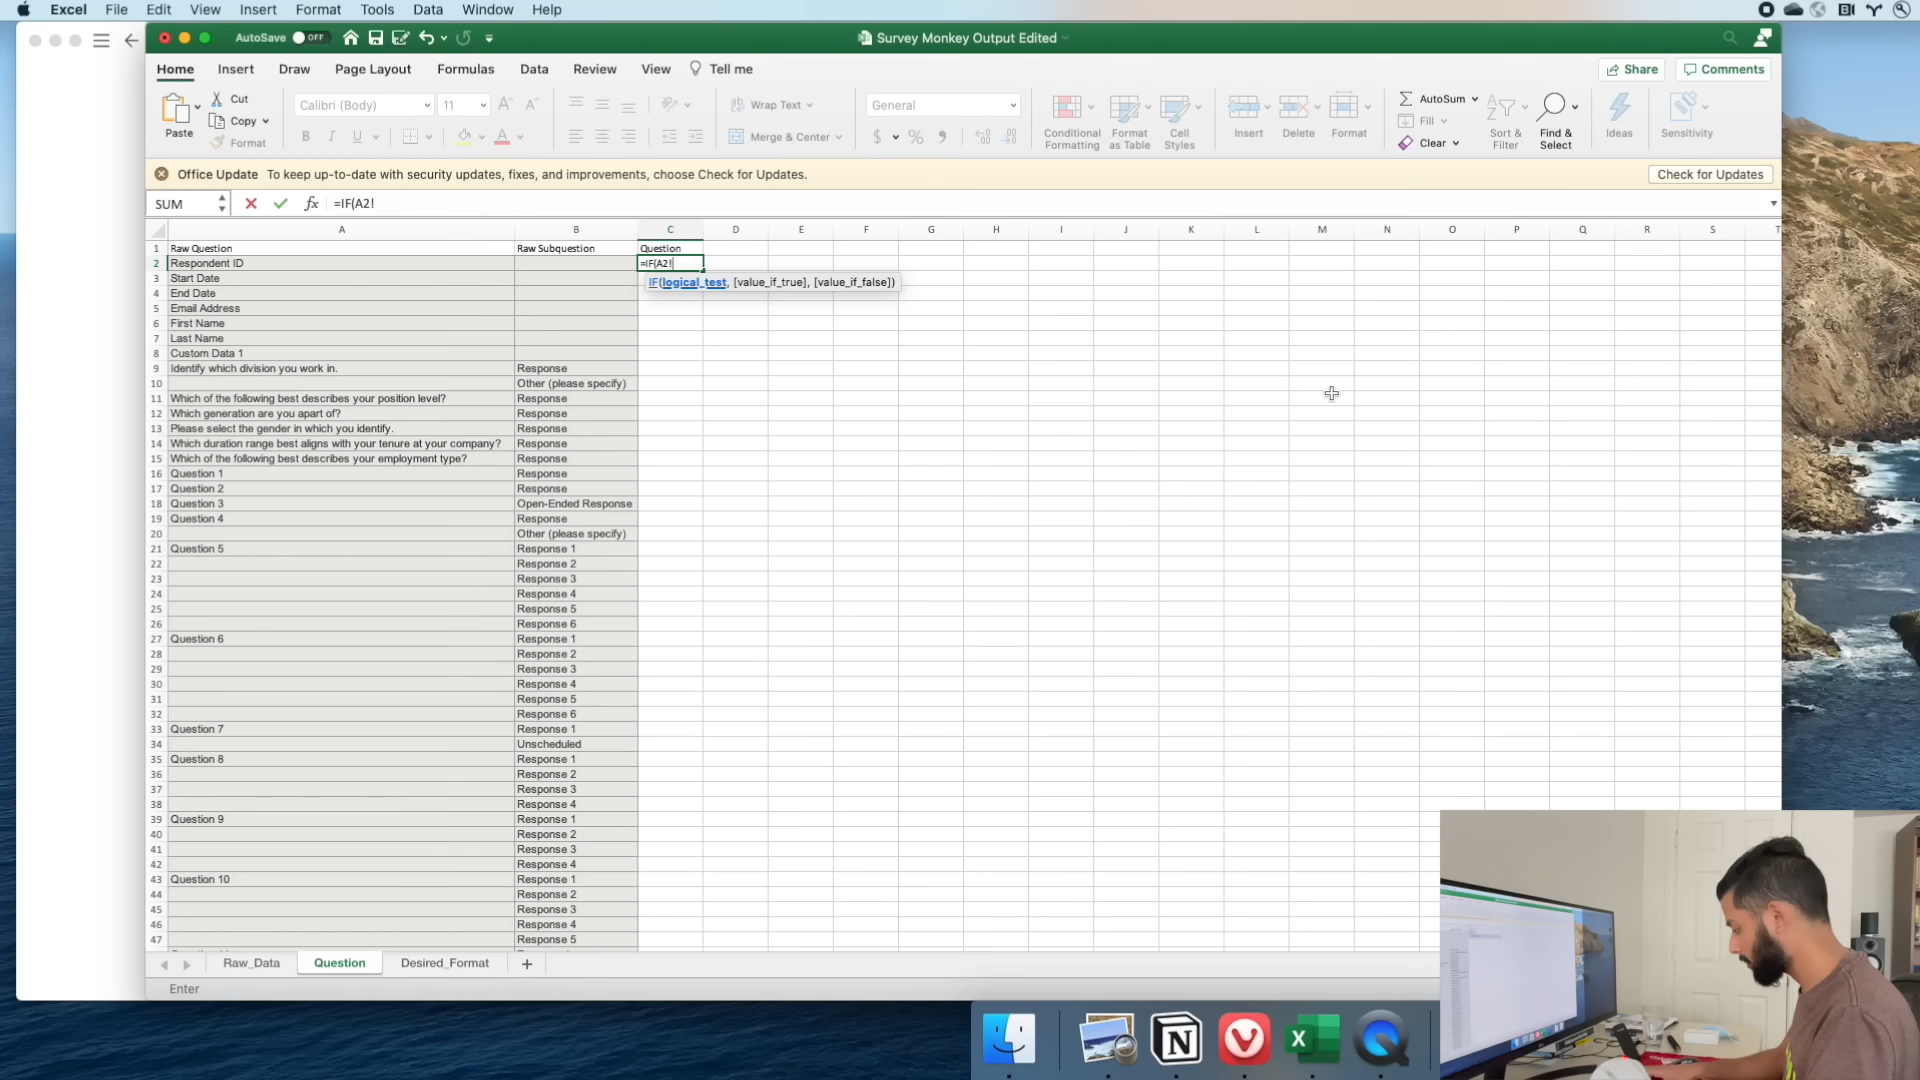 Excel File Edit View Insert Format Tools Data Window Help
AutoSave OFF Survey Monkey Output Edited
Home Insert Draw Page Layout Formulas Data Review View Tell me Share Comments
Paste Cut Copy Format
Calibri (Body) 11
B I U A
Wrap Text
Merge & Center
General
$ % ,
Conditional Formatting
Format as Table
Cell Styles
Insert Delete Format
AutoSum
Fill
Clear
Sort & Filter
Find & Select
Ideas
Sensitivity
Office Update To keep up-to-date with security updates, fixes, and improvements, choose Check for Updates. Check for Updates
SUM fx =IF(A2!
A B C D E F G H I J K L M N O P Q R S T
1 Raw Question Raw Subquestion Question
2 Respondent ID =IF(A2!
IF(logical_test, [value_if_true], [value_if_false])
3 Start Date
4 End Date
5 Email Address
6 First Name
7 Last Name
8 Custom Data 1
9 Identify which division you work in. Response
10 Other (please specify)
11 Which of the following best describes your position level? Response
12 Which generation are you apart of? Response
13 Please select the gender in which you identify. Response
14 Which duration range best aligns with your tenure at your company? Response
15 Which of the following best describes your employment type? Response
16 Question 1 Response
17 Question 2 Response
18 Question 3 Open-Ended Response
19 Question 4 Response
20 Other (please specify)
21 Question 5 Response 1
22 Response 2
23 Response 3
24 Response 4
25 Response 5
26 Response 6
27 Question 6 Response 1
28 Response 2
29 Response 3
30 Response 4
31 Response 5
32 Response 6
33 Question 7 Response 1
34 Unscheduled
35 Question 8 Response 1
36 Response 2
37 Response 3
38 Response 4
39 Question 9 Response 1
40 Response 2
41 Response 3
42 Response 4
43 Question 10 Response 1
44 Response 2
45 Response 3
46 Response 4
47 Response 5
Raw_Data Question Desired_Format +
Enter